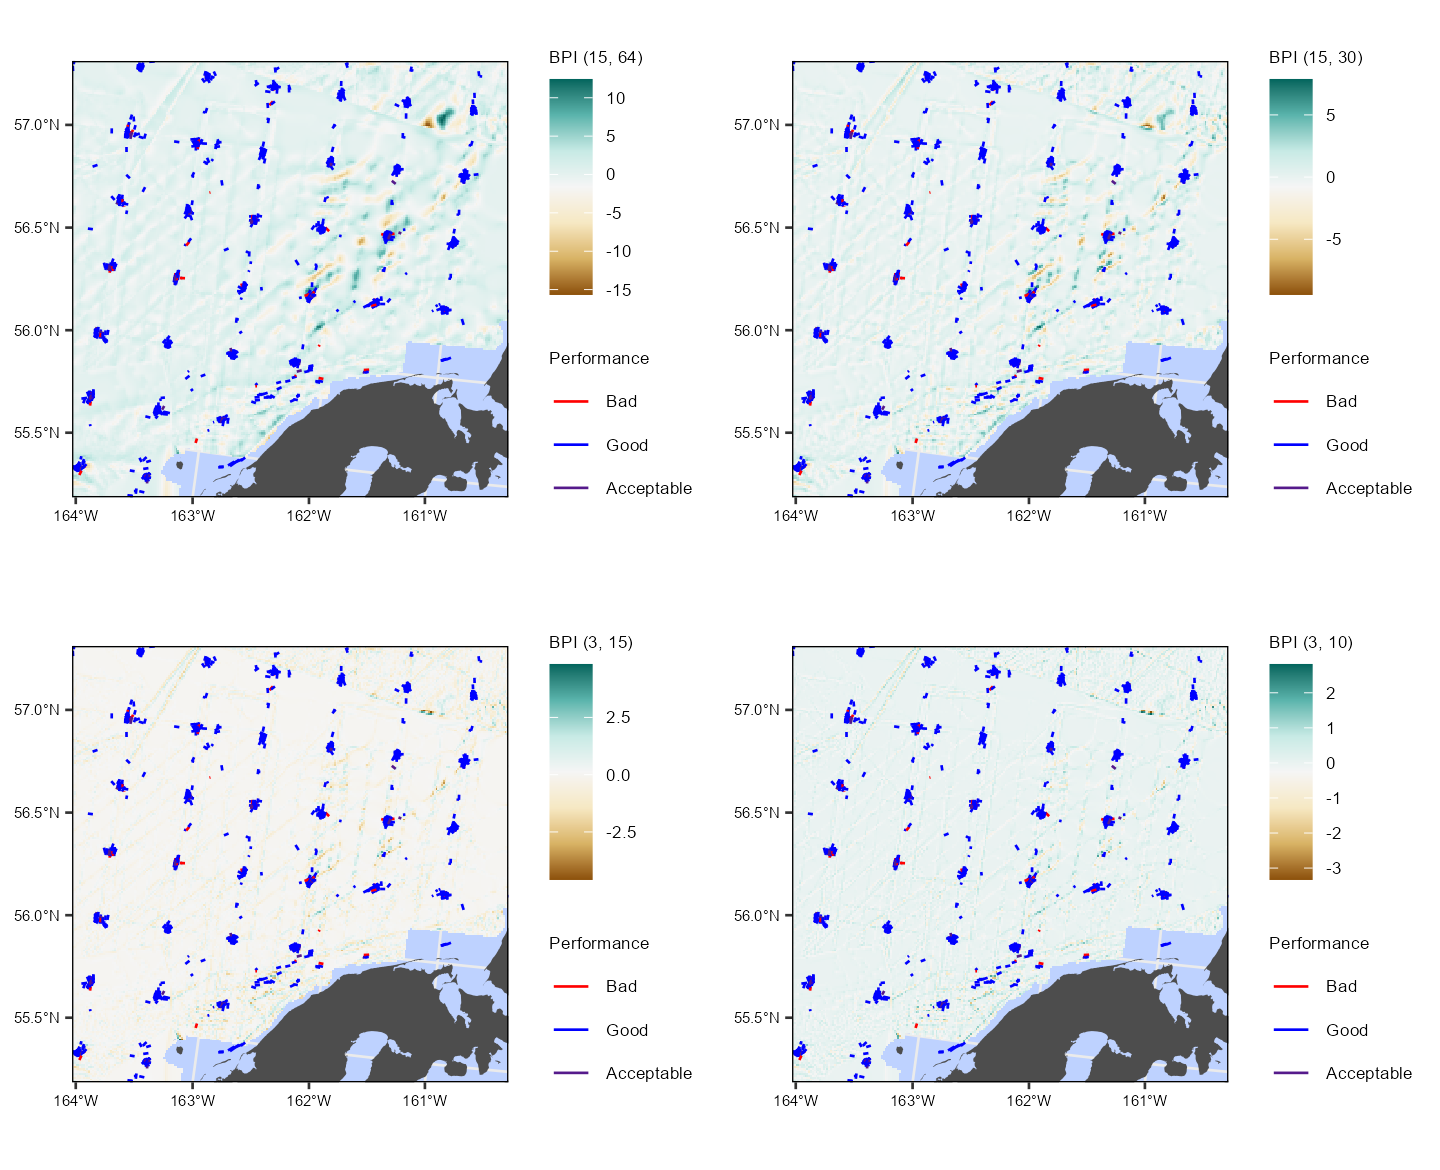 BPI (15, 64)
10
5
0
-5
-10
-15
Performance
Bad
Good
Acceptable
57.0°N
56.5°N
56.0°N
55.5°N
164°W 163°W 162°W 161°W
BPI (15, 30)
5
0
-5
Performance
Bad
Good
Acceptable
57.0°N
56.5°N
56.0°N
55.5°N
164°W 163°W 162°W 161°W
BPI (3, 15)
2.5
0.0
-2.5
Performance
Bad
Good
Acceptable
57.0°N
56.5°N
56.0°N
55.5°N
164°W 163°W 162°W 161°W
BPI (3, 10)
2
1
0
-1
-2
-3
Performance
Bad
Good
Acceptable
57.0°N
56.5°N
56.0°N
55.5°N
164°W 163°W 162°W 161°W